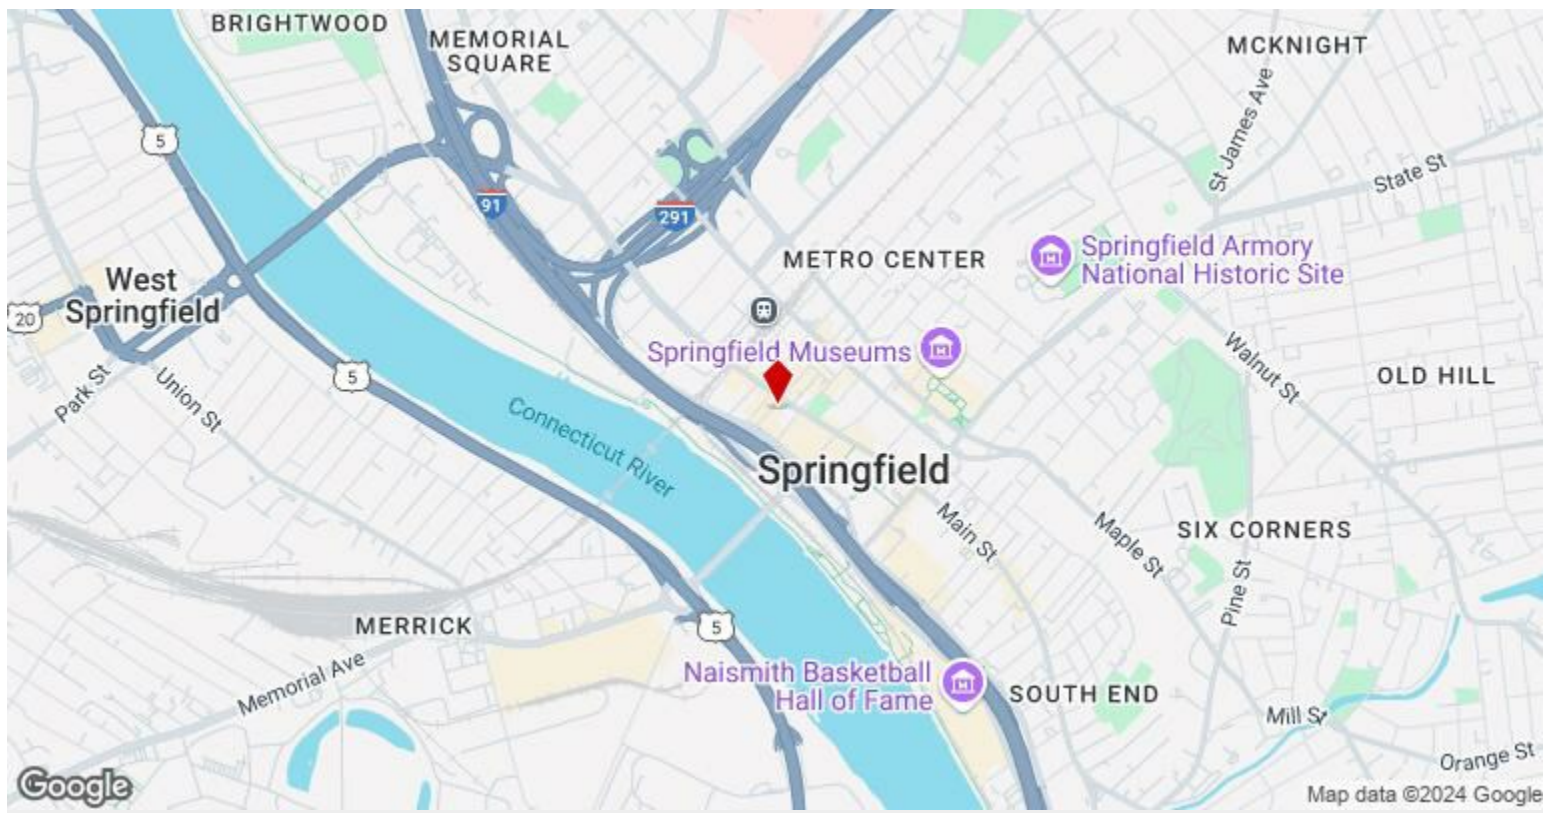 BRIGHTWOOD
MEMORIAL
SQUARE
MCKNIGHT
St James Ave
State St
5
91
291
METRO CENTER
Springfield Armory
National Historic Site
West
Springfield
20
Springfield Museums
Walnut St
OLD HILL
5
Park St
Union St
Connecticut River
Springfield
Main St
Maple St
SIX CORNERS
Pine St
MERRICK
5
Memorial Ave
Naismith Basketball
Hall of Fame
SOUTH END
Mill St
Orange St
Google
Map data ©2024 Google